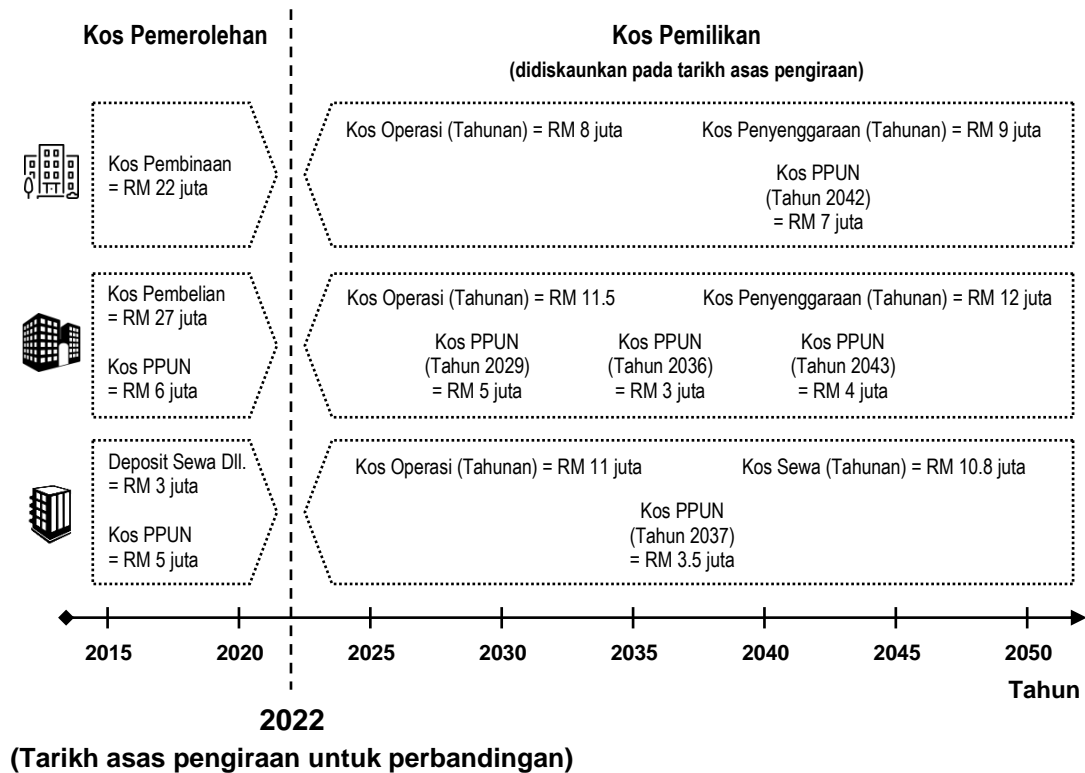 Kos Pemerolehan
Kos Pemilikan
(didiskaunkan pada tarikh asas pengiraan)
Kos Pembinaan
= RM 22 juta
Kos Operasi (Tahunan) = RM 8 juta
Kos Penyenggaraan (Tahunan) = RM 9 juta
Kos PPUN
(Tahun 2042)
= RM 7 juta
Kos Pembelian
= RM 27 juta
Kos PPUN
= RM 6 juta
Kos Operasi (Tahunan) = RM 11.5
Kos Penyenggaraan (Tahunan) = RM 12 juta
Kos PPUN
(Tahun 2029)
= RM 5 juta
Kos PPUN
(Tahun 2036)
= RM 3 juta
Kos PPUN
(Tahun 2043)
= RM 4 juta
Deposit Sewa Dll.
= RM 3 juta
Kos PPUN
= RM 5 juta
Kos Operasi (Tahunan) = RM 11 juta
Kos Sewa (Tahunan) = RM 10.8 juta
Kos PPUN
(Tahun 2037)
= RM 3.5 juta
2015 2020 2025 2030 2035 2040 2045 2050
Tahun
2022
(Tarikh asas pengiraan untuk perbandingan)